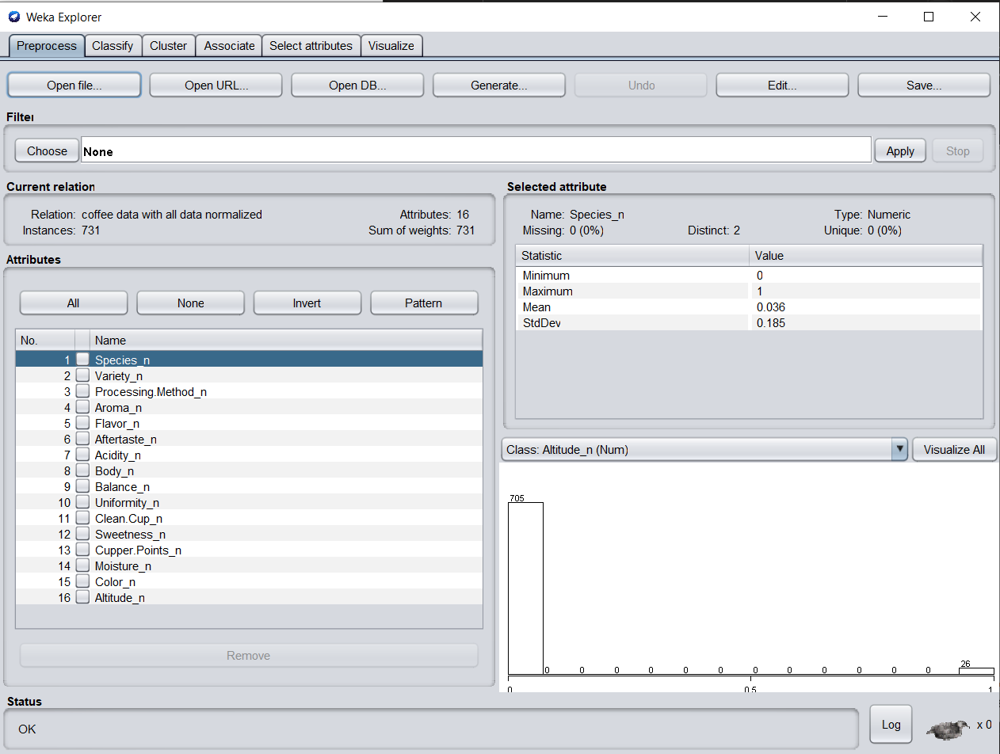 Weka Explorer
Preprocess Classify Cluster Associate Select attributes Visualize
Open file... Open URL... Open DB... Generate... Undo Edit... Save...
Filter
Choose None Apply Stop
Current relation
Relation: coffee data with all data normalized Attributes: 16
Instances: 731 Sum of weights: 731
Attributes
All None Invert Pattern
No. Name
1 Species_n
2 Variety_n
3 Processing.Method_n
4 Aroma_n
5 Flavor_n
6 Aftertaste_n
7 Acidity_n
8 Body_n
9 Balance_n
10 Uniformity_n
11 Clean.Cup_n
12 Sweetness_n
13 Cupper.Points_n
14 Moisture_n
15 Color_n
16 Altitude_n
Remove
Selected attribute
Name: Species_n Type: Numeric
Missing: 0 (0%) Distinct: 2 Unique: 0 (0%)
Statistic Value
Minimum 0
Maximum 1
Mean 0.036
StdDev 0.185
Class: Altitude_n (Num) Visualize All
705
0 0 0 0 0 0 0 0 0 0 0 0 26
0 0.5 1
Status
OK
Log x 0